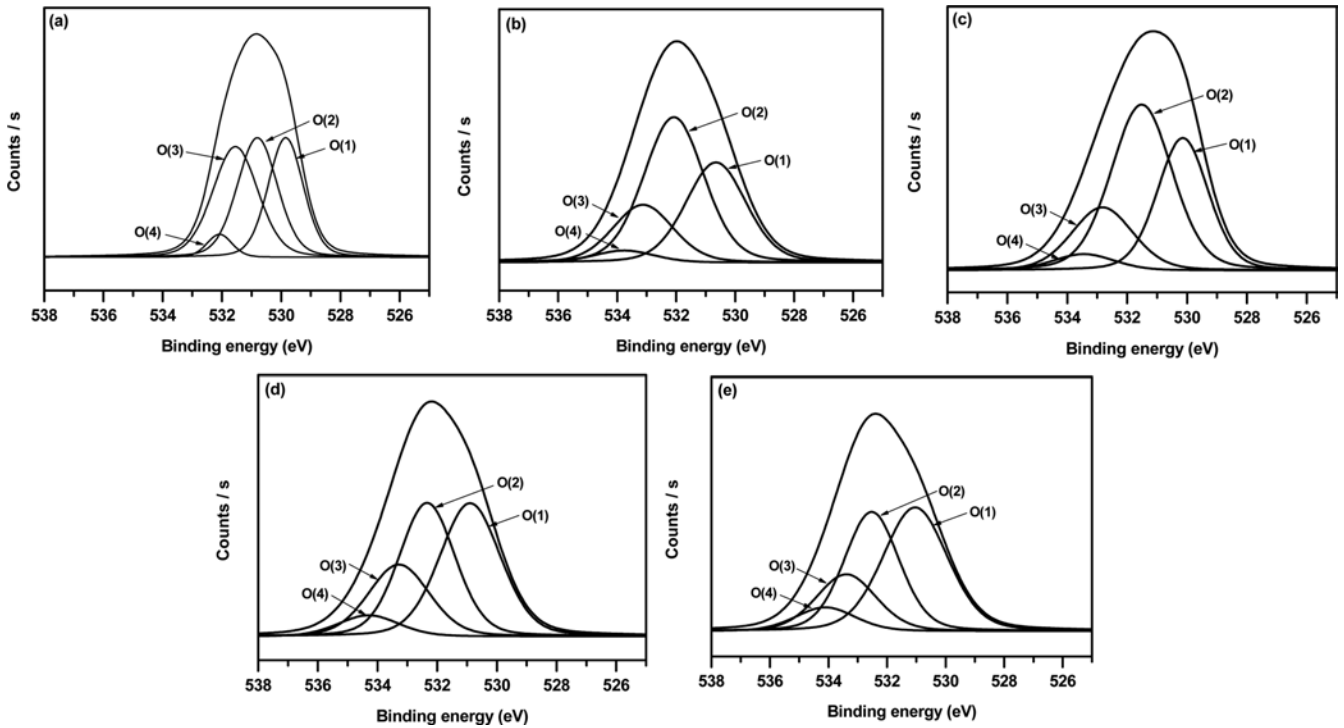 (a)
Counts / s
O(2)
O(3)
O(1)
O(4)
538 536 534 532 530 528 526
Binding energy (eV)
(b)
Counts / s
O(2)
O(1)
O(3)
O(4)
538 536 534 532 530 528 526
Binding energy (eV)
(c)
Counts / s
O(2)
O(1)
O(3)
O(4)
538 536 534 532 530 528 526
Binding energy (eV)
(d)
Counts / s
O(2)
O(1)
O(3)
O(4)
538 536 534 532 530 528 526
Binding energy (eV)
(e)
Counts / s
O(2)
O(1)
O(3)
O(4)
538 536 534 532 530 528 526
Binding energy (eV)